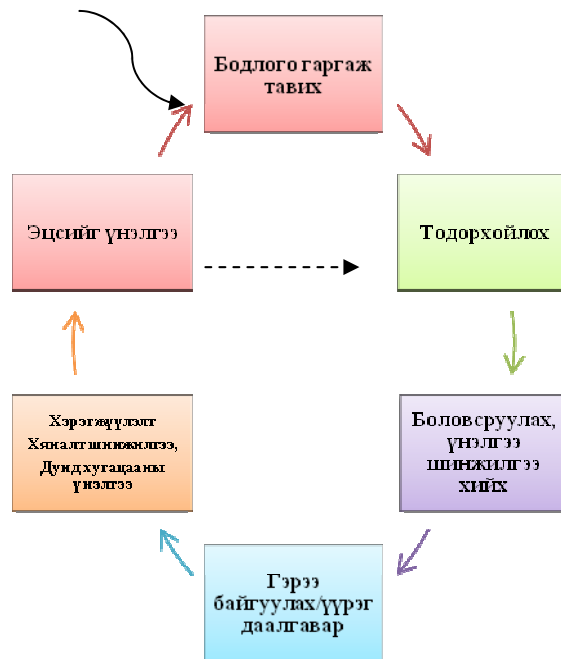 Бодлого гаргаж
тавих
Тодорхойлох
Боловсруулах,
үнэлгээ
шинжилгээ
хийх
Гэрээ
байгуулах/үүрэг
даалгавар
Хэрэгжүүлэлт
Хяналт шинжилгээ,
Дунд хугацааны
үнэлгээ
Эцсийг үнэлгээ